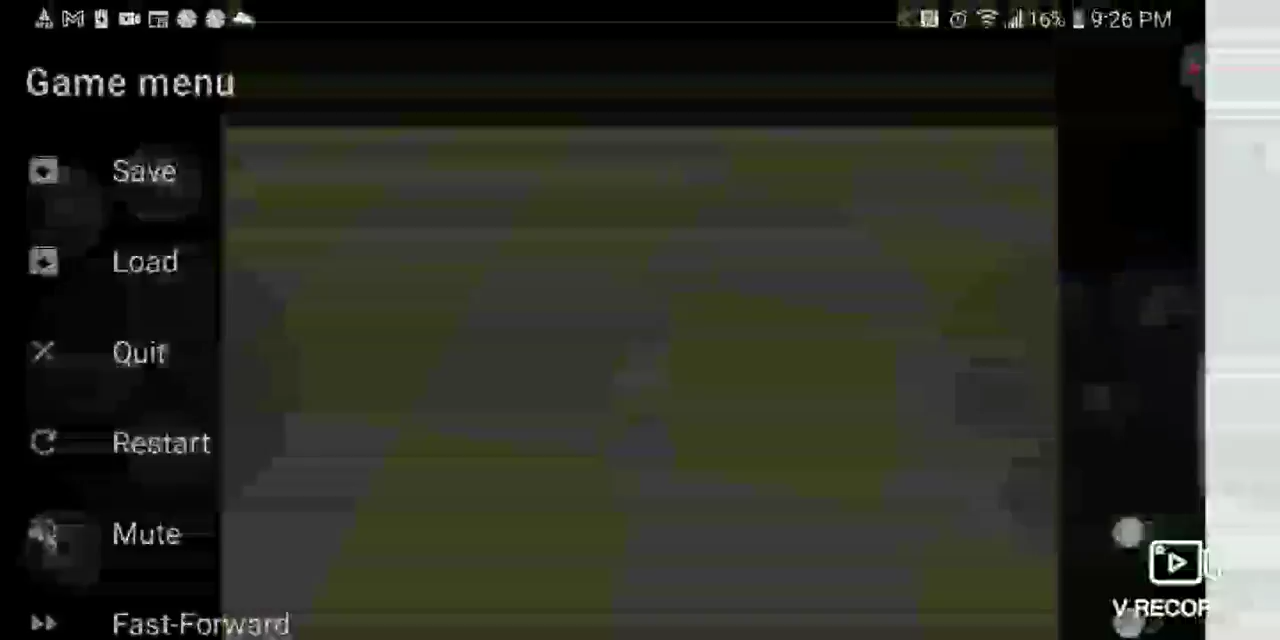 16% 9:26 PM
Game menu
Save
Load
Quit
Restart
Mute
Fast-Forward
V-RECOR